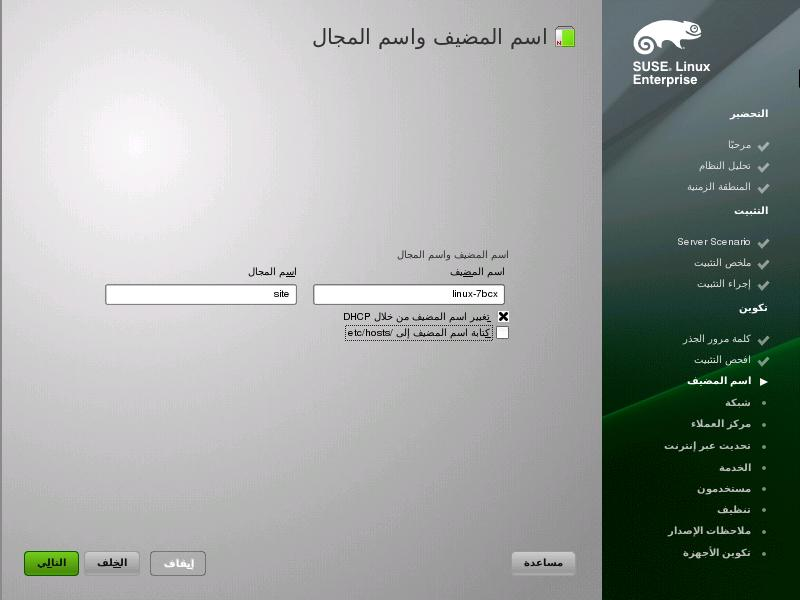 اسم المضيف واسم المجال
SUSE. Linux
Enterprise
التحضير
مرحبًا
تحليل النظام
المنطقة الزمنية
التثبيت
Server Scenario
ملخص التثبيت
إجراء التثبيت
تكوين
كلمة مرور الجذر
افحص التثبيت
اسم المضيف
شبكة
مركز العملاء
تحديث عبر إنترنت
الخدمة
مستخدمون
تنظيف
ملاحظات الإصدار
تكوين الأجهزة
اسم المضيف واسم المجال
اسم المضيف
اسم المجال
linux-7bcx
site
تغيير اسم المضيف من خلال DHCP
كتابة اسم المضيف إلى /etc/hosts
مساعدة
إيقاف
الخلف
التالي